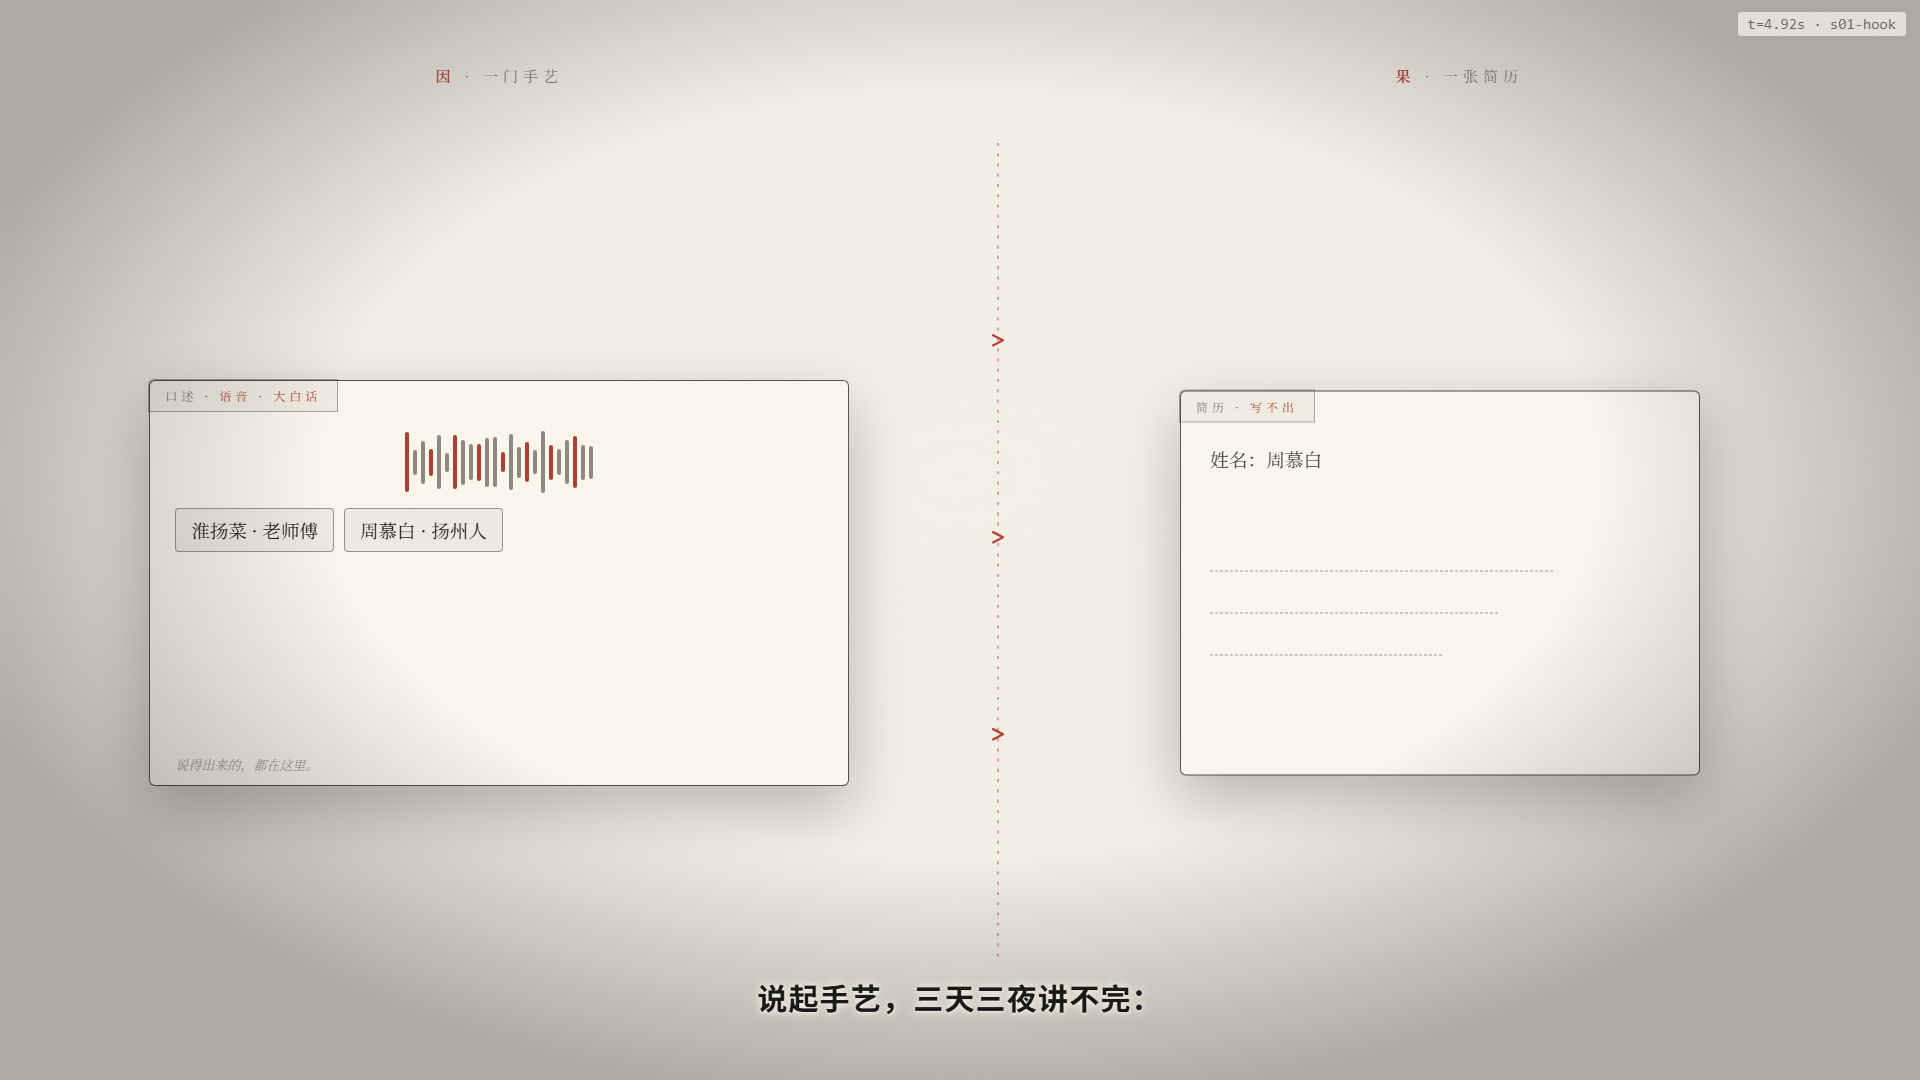 t=4.92s · s01-hook
因 · 一门手艺
果 · 一张简历
口述 · 语音 · 大白话
淮扬菜 · 老师傅
周慕白 · 扬州人
说得出来的，都在这里。
简历 · 写不出
姓名：周慕白
说起手艺，三天三夜讲不完：